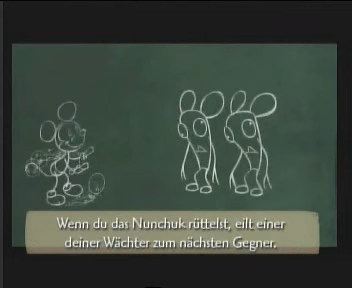 Wenn du das Nunchuk rüttelst, eilt einer
deiner Wächter zum nächsten Gegner.